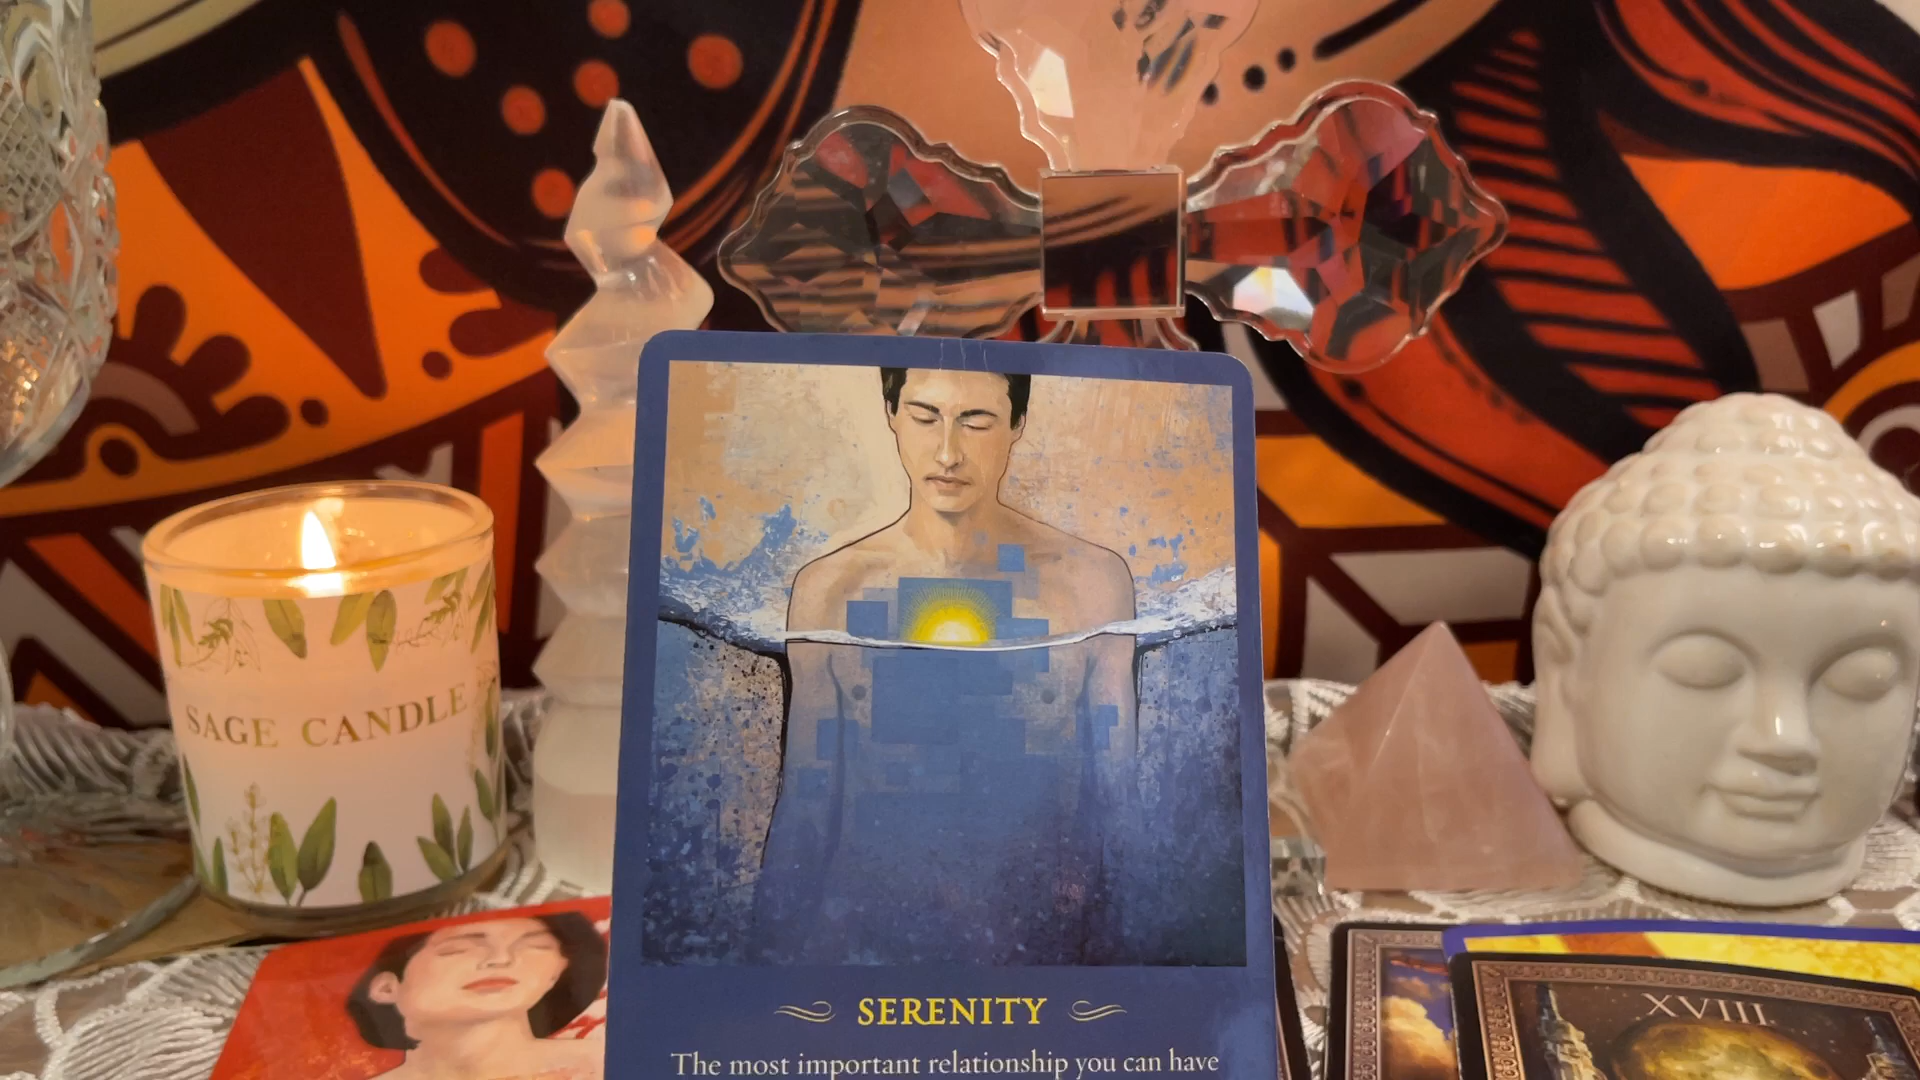 SAGE CANDLE
SERENITY
The most important relationship you can have
XVIII